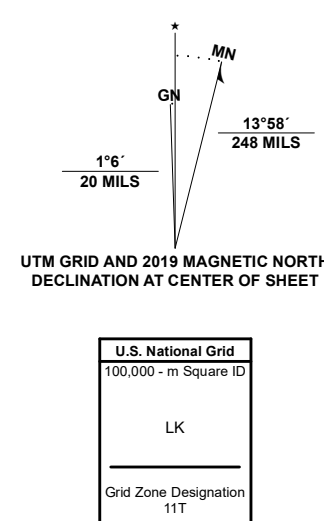 ★
MN
GN
13°58´
248 MILS
1°6´
20 MILS
UTM GRID AND 2019 MAGNETIC NORTH
DECLINATION AT CENTER OF SHEET
U.S. National Grid
100,000 - m Square ID
LK
Grid Zone Designation
11T